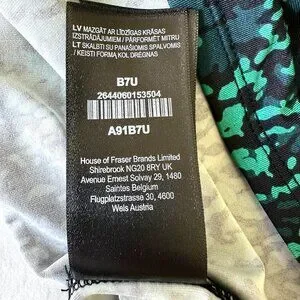 LV MAZGĀT AR LĪDZĪGAS KRĀSAS
IZSTRĀDĀJUMIEM / PĀRFORMĒT MITRU
LT SKALBTI SU PANAŠIOMIS SPALVOMIS
/ KEISTI FORMĄ KOL DRĖGNAS
B7U
2644060153504
A91B7U
House of Fraser Brands Limited
Shirebrook NG20 8RY UK
Avenue Ernest Solvay 29, 1480
Saintes Belgium
Flugplatzstrasse 30, 4600
Wels Austria